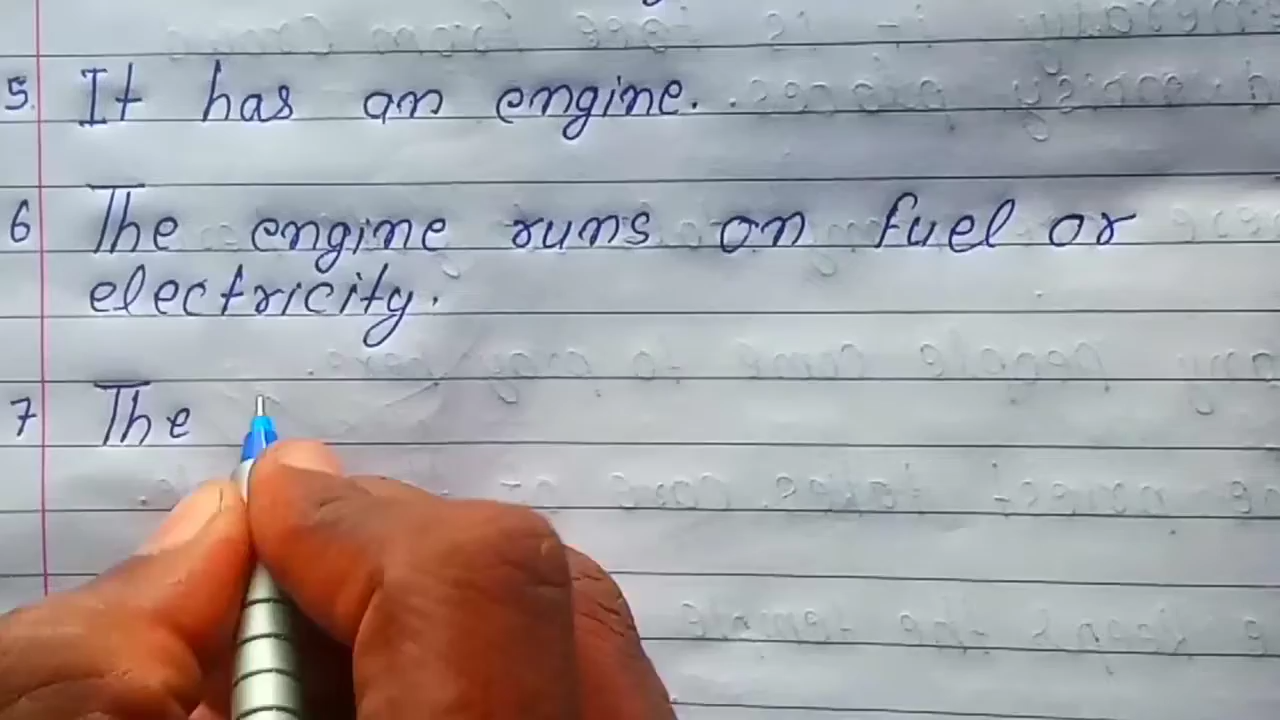 5. It has an engine.
6 The engine runs on fuel or
electricity.
7 The